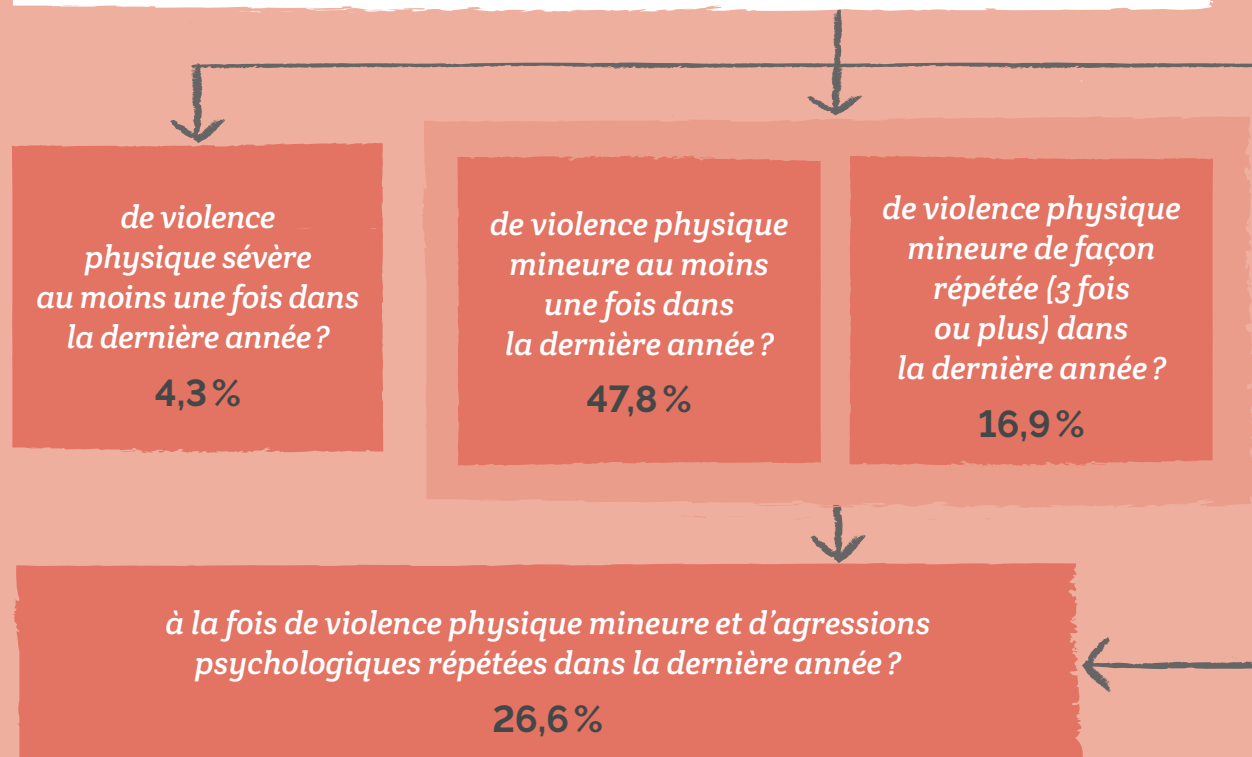 de violence
physique sévère
au moins une fois dans
la dernière année ?
4,3 %
de violence physique
mineure au moins
une fois dans
la dernière année ?
47,8 %
de violence physique
mineure de façon
répétée (3 fois
ou plus) dans
la dernière année ?
16,9 %
à la fois de violence physique mineure et d’agressions
psychologiques répétées dans la dernière année ?
26,6 %